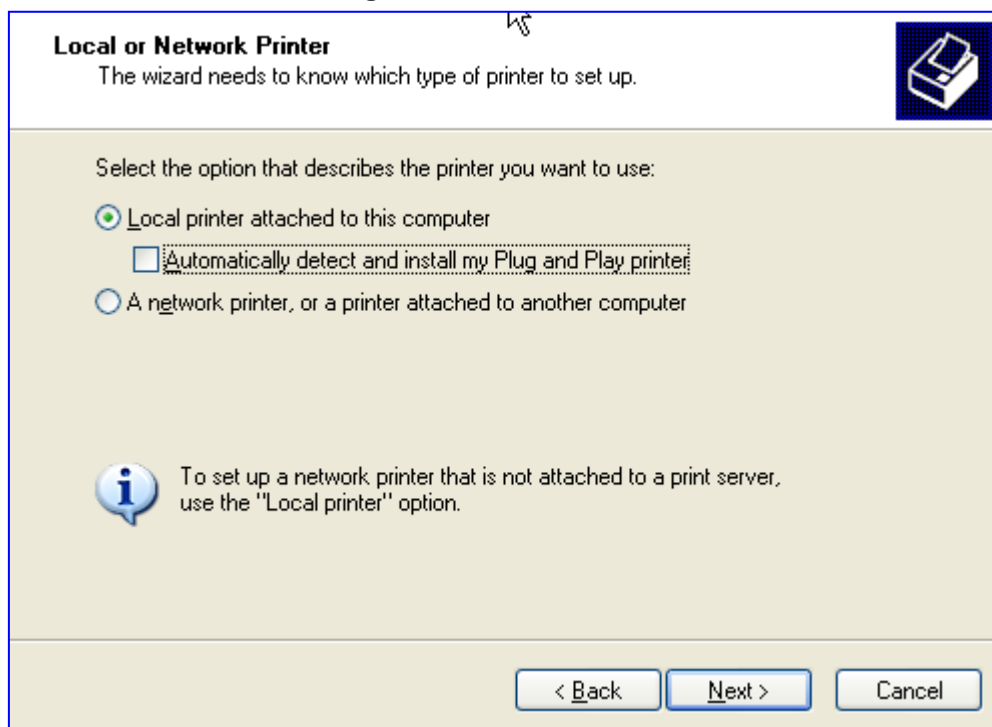 Local or Network Printer
The wizard needs to know which type of printer to set up.
Select the option that describes the printer you want to use:
Local printer attached to this computer
Automatically detect and install my Plug and Play printer
A network printer, or a printer attached to another computer
To set up a network printer that is not attached to a print server,
use the "Local printer" option.
< Back Next > Cancel